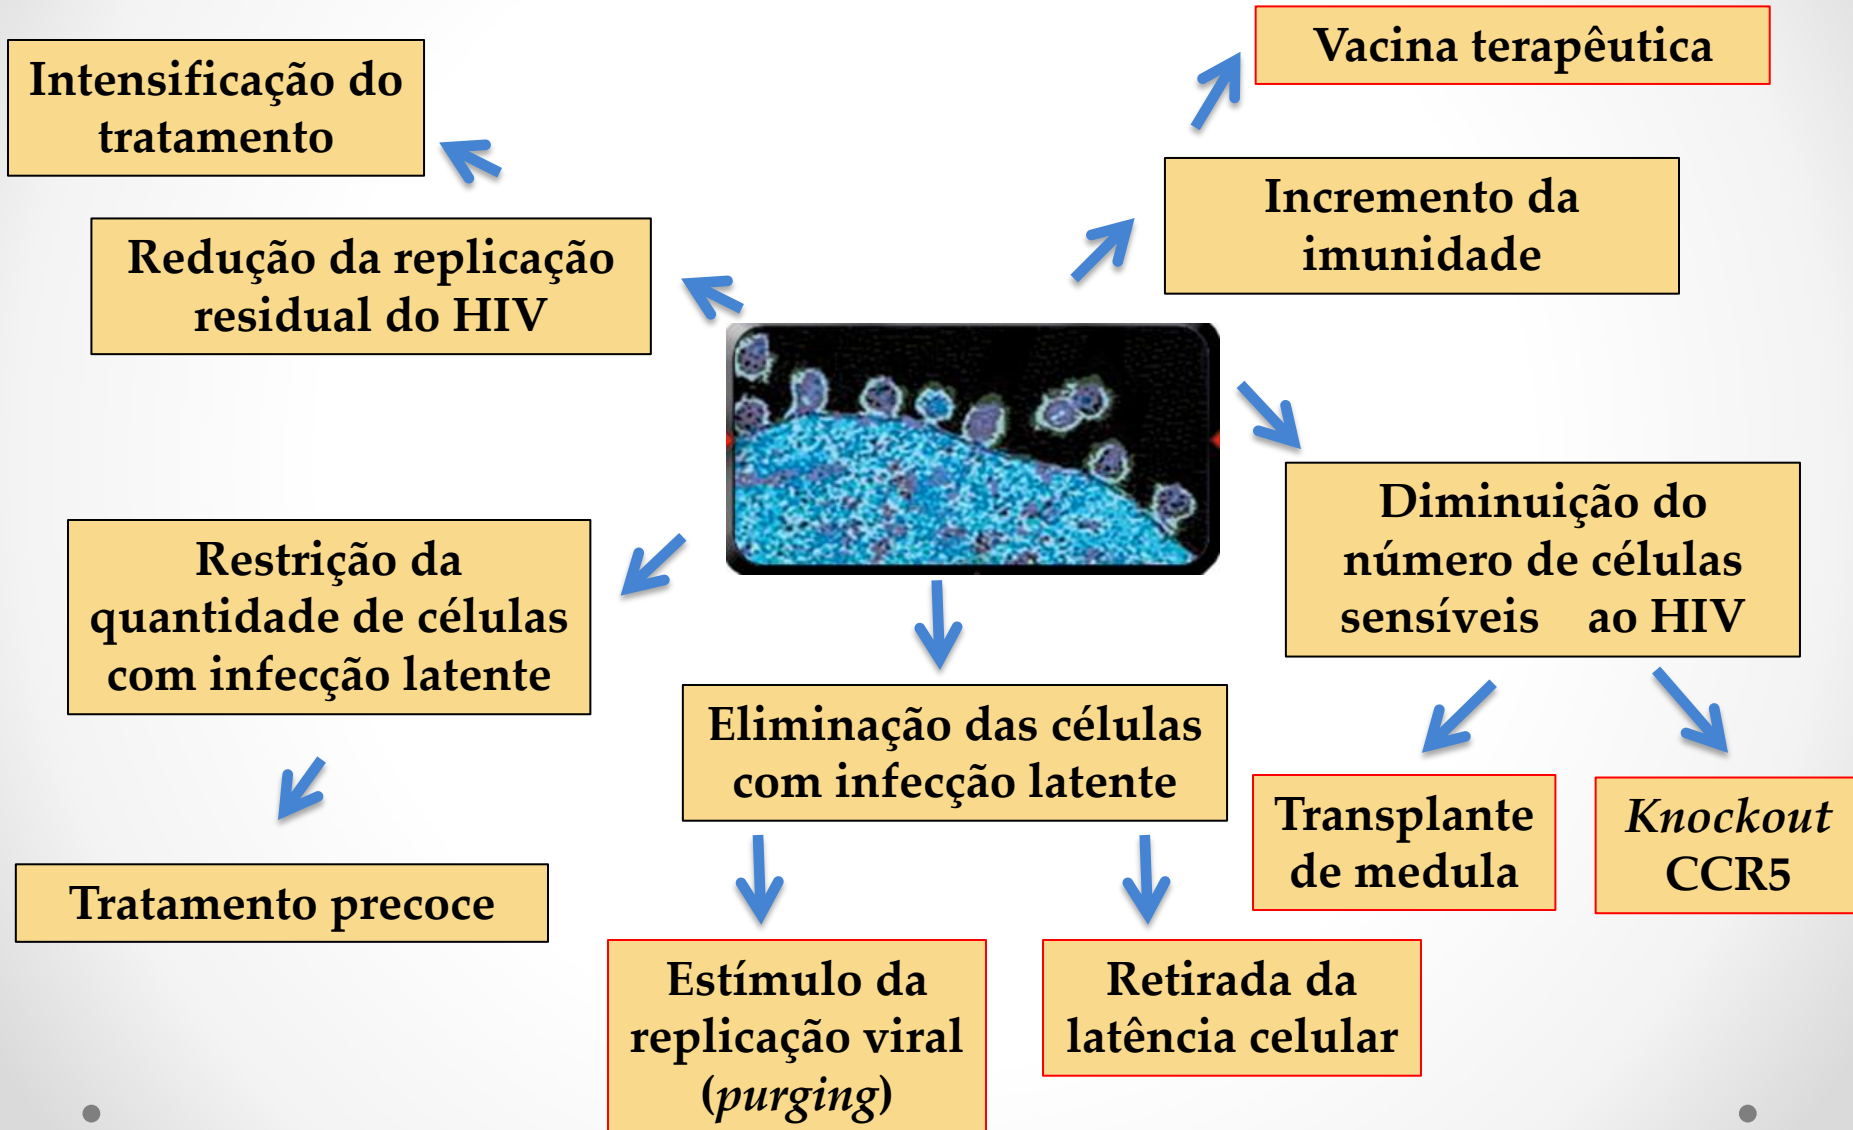 Intensificação do
tratamento
Vacina terapêutica
Incremento da
imunidade
Redução da replicação
residual do HIV
Diminuição do
número de células
sensíveis ao HIV
Restrição da
quantidade de células
com infecção latente
Eliminação das células
com infecção latente
Transplante
de medula
Knockout
CCR5
Tratamento precoce
Estímulo da
replicação viral
(purging)
Retirada da
latência celular